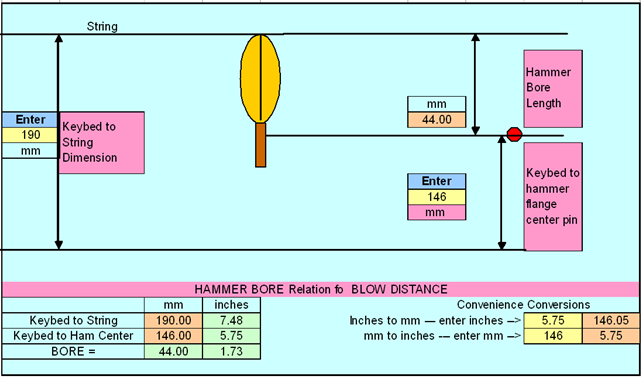 String
Hammer
Bore
Length
mm
44.00
Enter
190
mm
Keybed to
String
Dimension
Keybed to
hammer
flange
center pin
Enter
146
mm
HAMMER BORE Relation fo BLOW DISTANCE
mm inches
Keybed to String 190.00 7.48
Keybed to Ham Center 146.00 5.75
BORE = 44.00 1.73
Convenience Conversions
Inches to mm --- enter inches --> 5.75 146.05
mm to inches --- enter mm --> 146 5.75